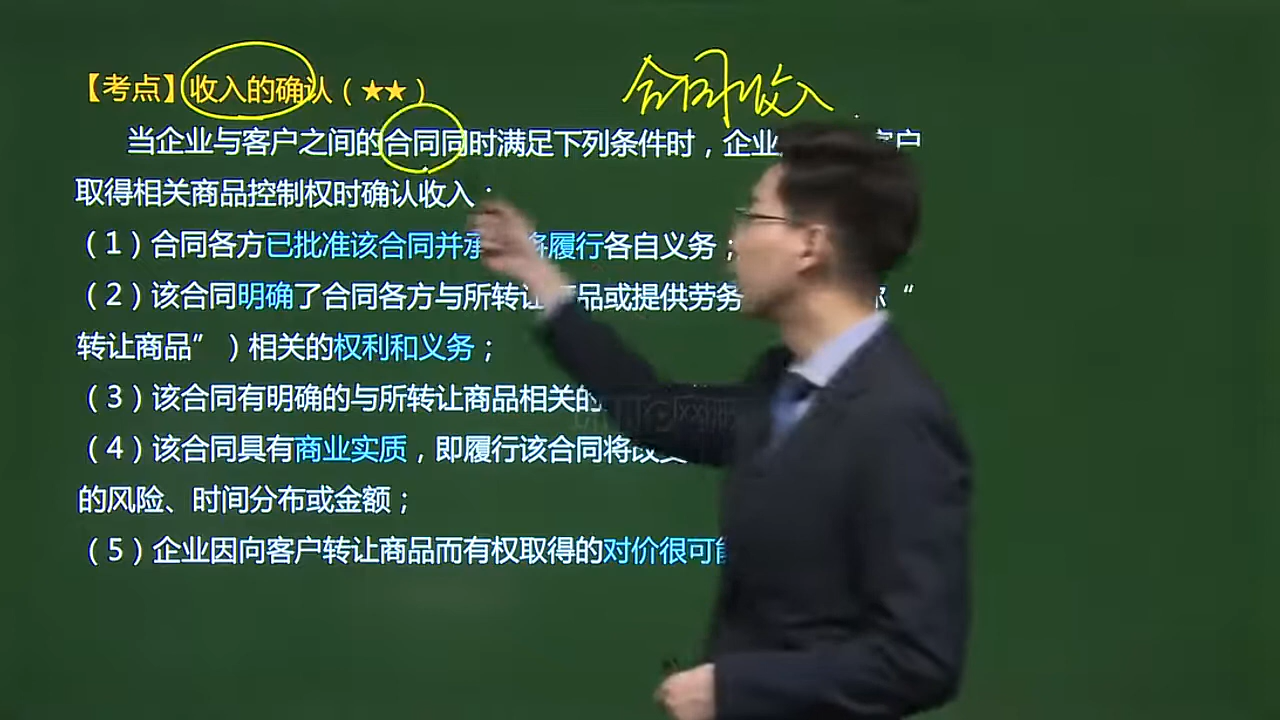 【考点】收入的确认（★★）
合同收入
当企业与客户之间的合同同时满足下列条件时，企业 客户
取得相关商品控制权时确认收入：
（1）合同各方已批准该合同并承 将履行各自义务；
（2）该合同明确了合同各方与所转让商品或提供劳务 “
转让商品”）相关的权利和义务；
（3）该合同有明确的与所转让商品相关的
（4）该合同具有商业实质，即履行该合同将改变
的风险、时间分布或金额；
（5）企业因向客户转让商品而有权取得的对价很可能